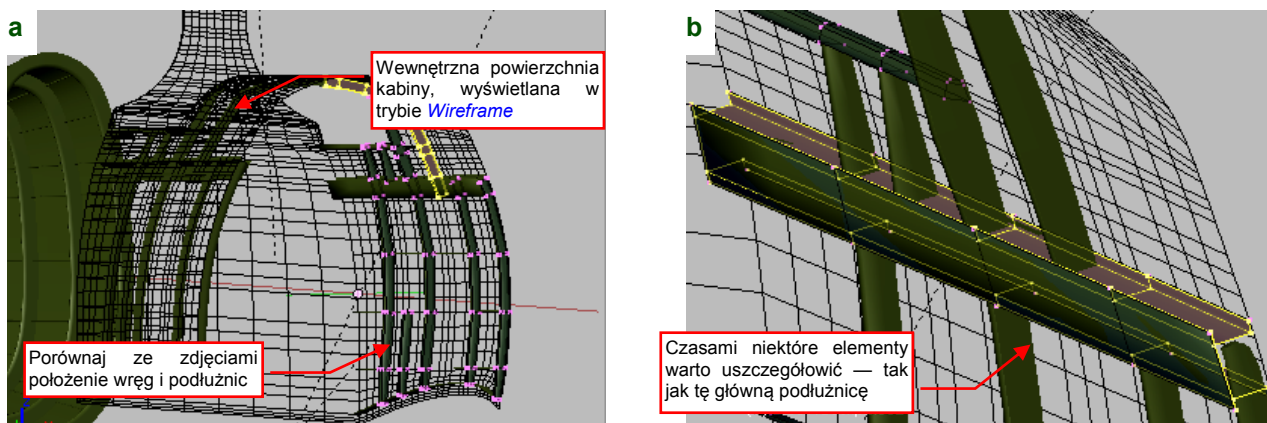 a
Wewnętrzna powierzchnia
kabiny, wyświetlana w
trybie Wireframe
Porównaj ze zdjęciami
położenie wręg i podłużnic
b
Czasami niektóre elementy
warto uszczegółowić — tak
jak tę główną podłużnicę